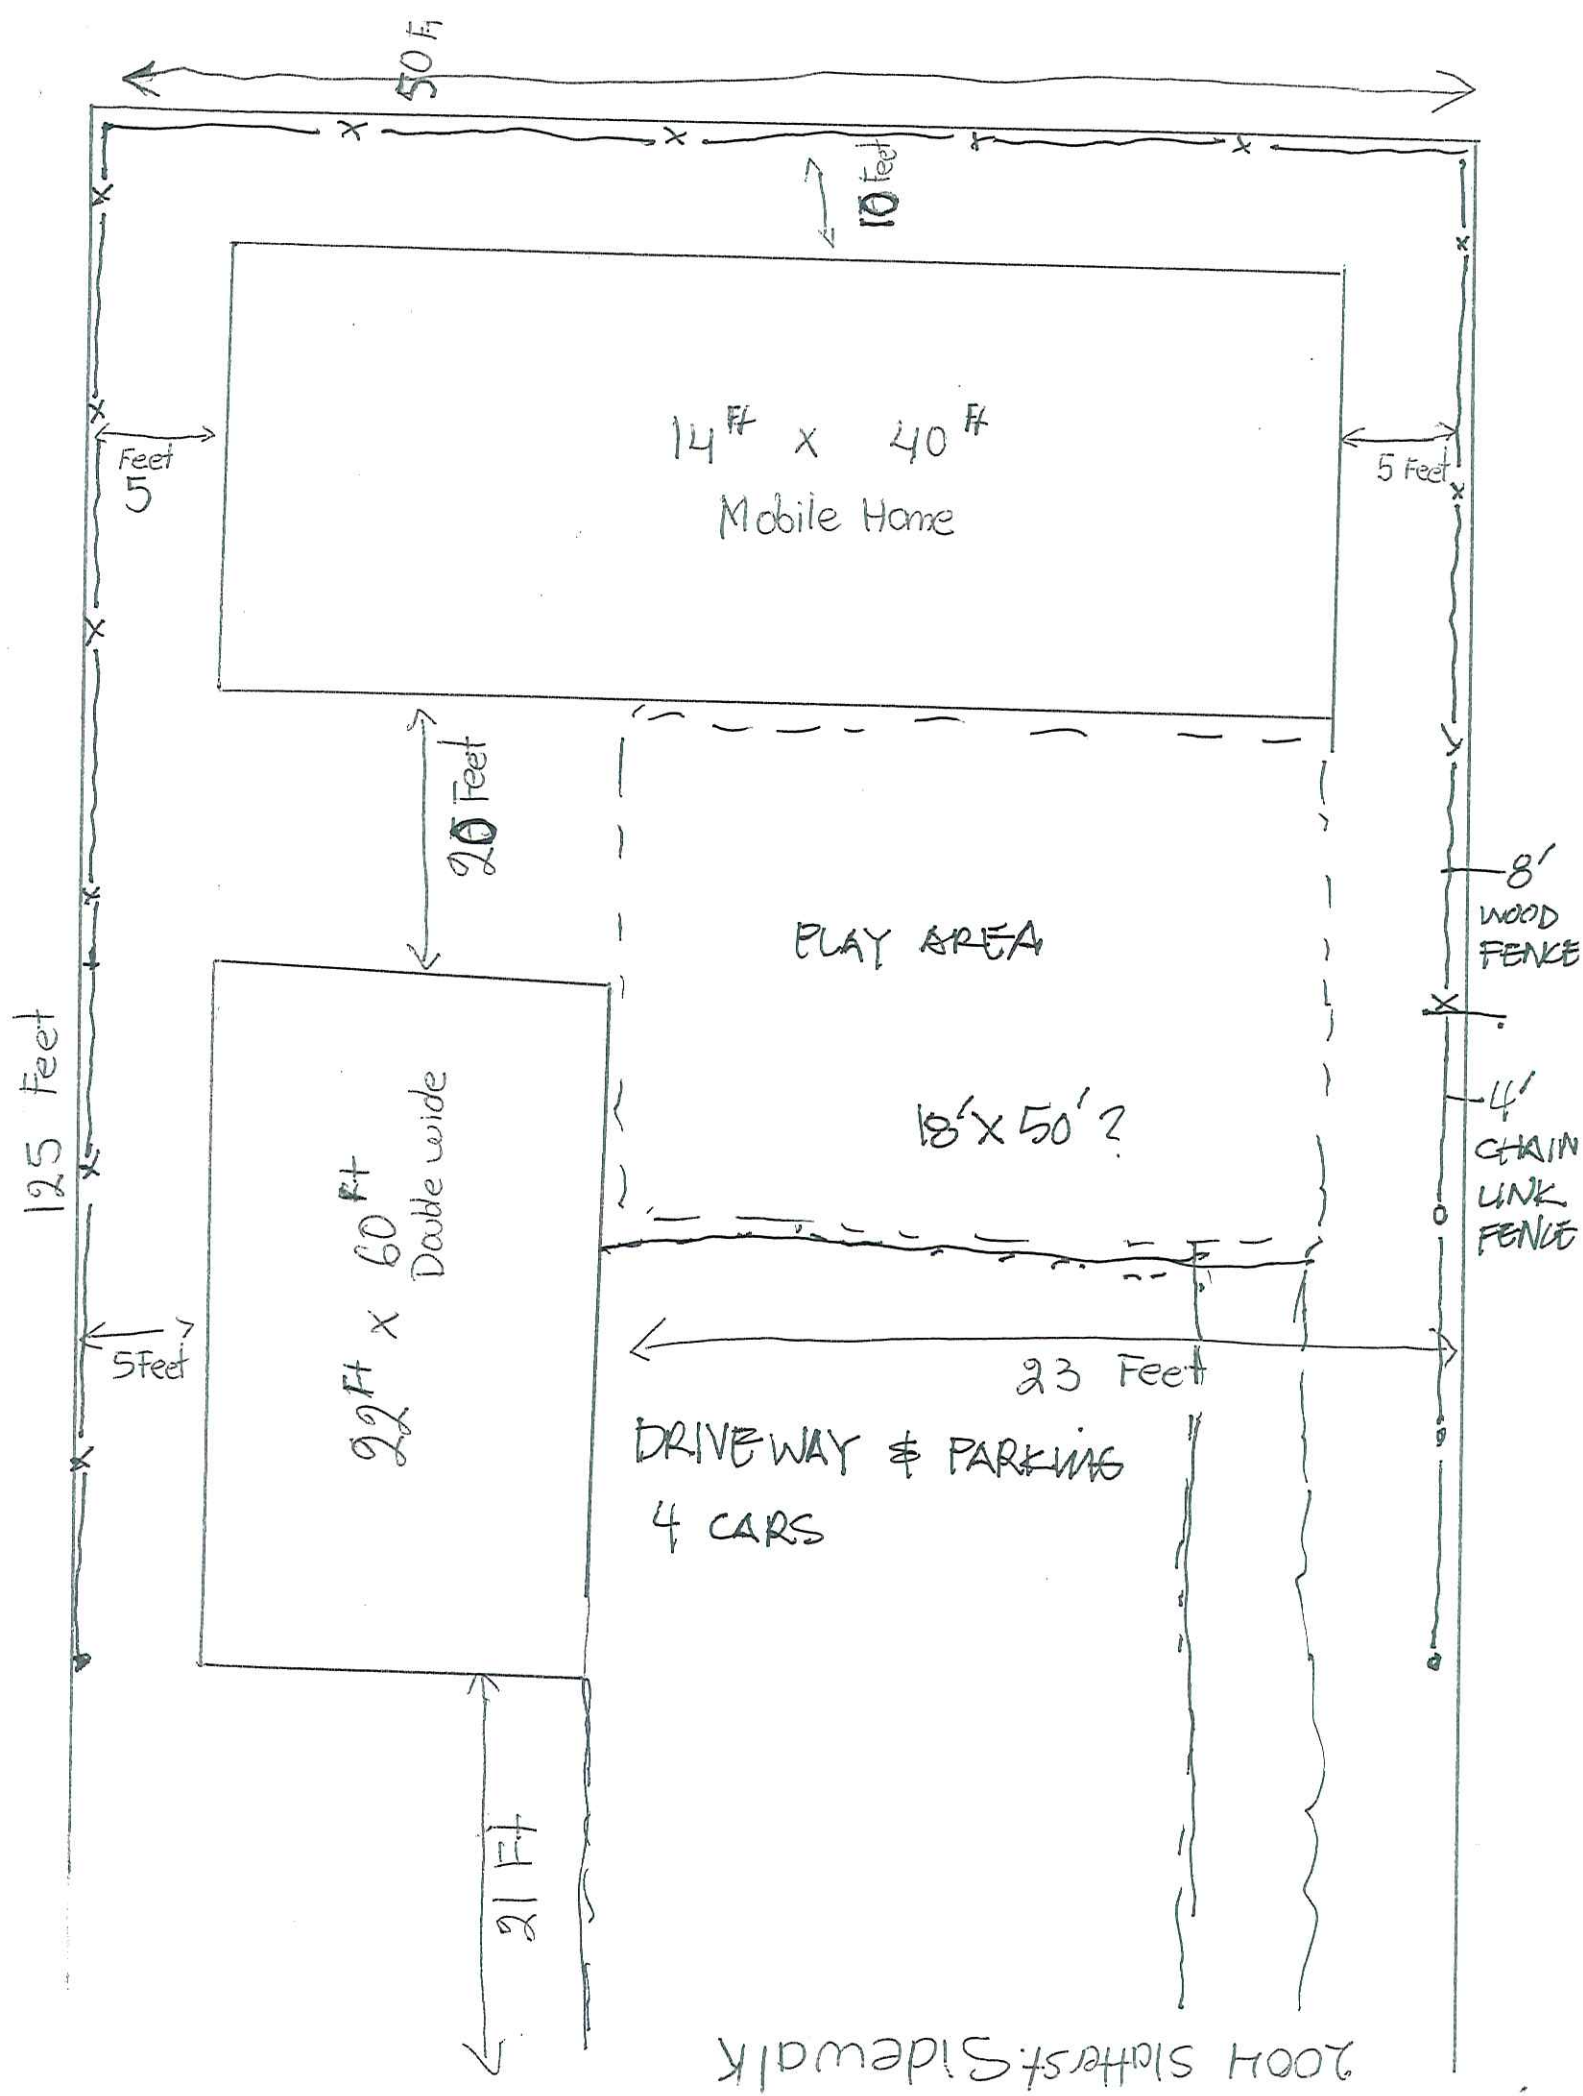 50 Ft
10 Feet
14 Ft x 40 Ft
Mobile Home
Feet
5
5 Feet
20 Feet
8'
WOOD
FENCE
PLAY AREA
18' x 50'?
4'
CHAIN
LINK
FENCE
125 Feet
22 Ft x 60 Ft
Double wide
5 Feet
23 Feet
DRIVEWAY & PARKING
4 CARS
21 Ft
Sidewalk